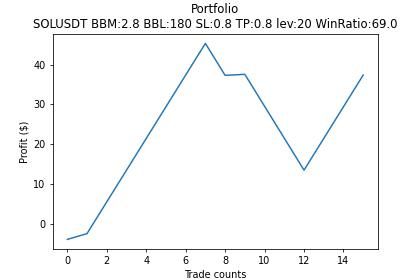 Portfolio
SOLUSDT BBM:2.8 BBL:180 SL:0.8 TP:0.8 lev:20 WinRatio:69.0
40
30
20
10
0
Profit ($)
0 2 4 6 8 10 12 14
Trade counts